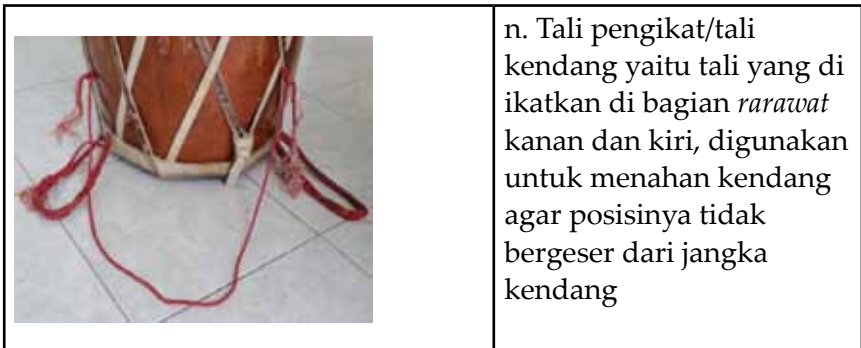 n. Tali pengikat/tali
kendang yaitu tali yang di
ikatkan di bagian rarawat
kanan dan kiri, digunakan
untuk menahan kendang
agar posisinya tidak
bergeser dari jangka
kendang